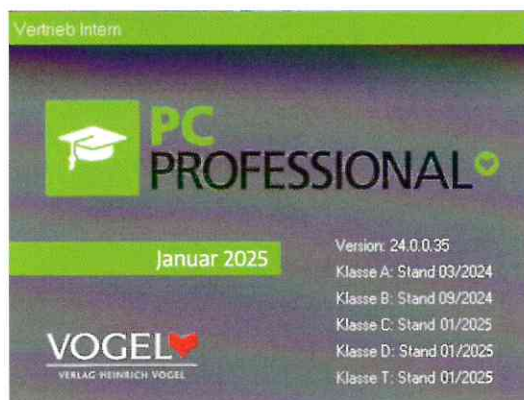 Vertrieb Intern
PC
PROFESSIONAL
Januar 2025
Version: 24.0.0.35
Klasse A: Stand 03/2024
Klasse B: Stand 09/2024
Klasse C: Stand 01/2025
Klasse D: Stand 01/2025
Klasse T: Stand 01/2025
VOGEL
VERLAG HEINRICH VOGEL